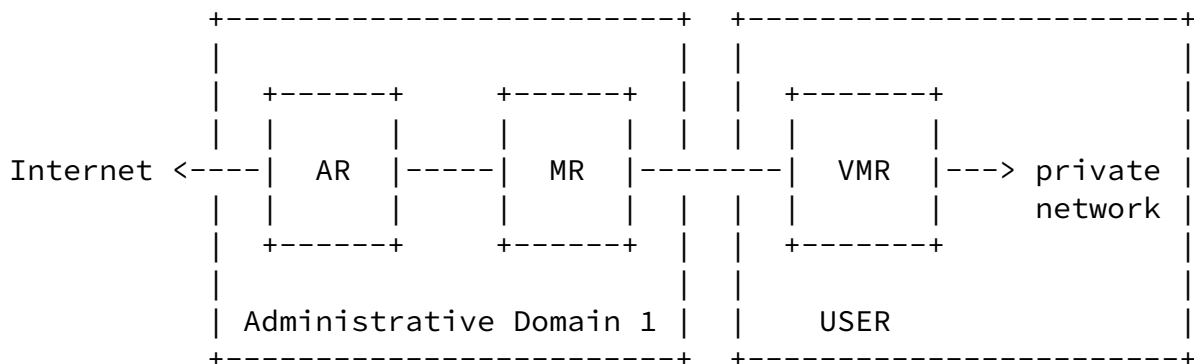 Internet <----| AR |-----| MR |--------| VMR |---> private
network
Administrative Domain 1 USER